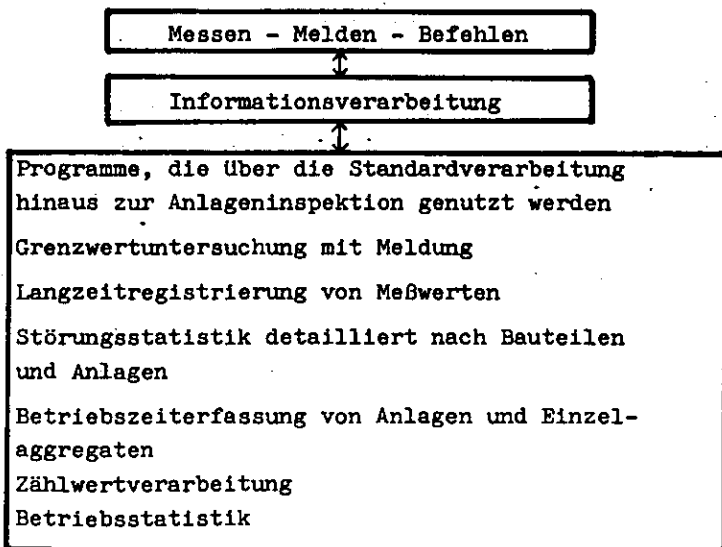 Messen - Melden - Befehlen
Informationsverarbeitung
Programme, die über die Standardverarbeitung
hinaus zur Anlageninspektion genutzt werden
Grenzwertuntersuchung mit Meldung
Langzeitregistrierung von Meßwerten
Störungsstatistik detailliert nach Bauteilen
und Anlagen
Betriebszeiterfassung von Anlagen und Einzel-
aggregaten
Zählwertverarbeitung
Betriebsstatistik